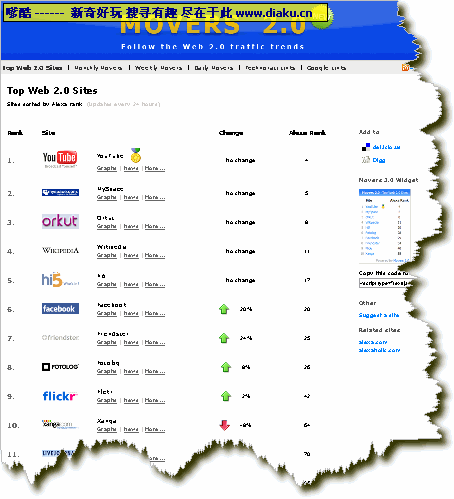 嗲酷 ------ 新奇好玩 搜寻有趣 尽在于此 www.diaku.cn
MOVERS 2.0
Follow the Web 2.0 traffic trends
Top Web 2.0 Sites | Monthly Movers | Weekly Movers | Daily Movers | Technorati Links | Google Links
Top Web 2.0 Sites
Sites sorted by Alexa rank (Updated every 24 hours)
Rank Site Change Alexa Rank
1. YouTube YouTube no change 4
Graphs | News | More...
2. MySpace no change 5
Graphs | News | More...
3. orkut Orkut no change 8
Graphs | News | More...
4. WIKIPEDIA Wikipedia no change 11
Graphs | News | More...
5. hi5 hi5 no change 17
Graphs | News | More...
6. facebook Facebook 20% 20
Graphs | News | More...
7. friendster Friendster 24% 25
Graphs | News | More...
8. FOTOLOG Fotolog 8% 26
Graphs | News | More...
9. flickr Flickr 2% 42
Graphs | News | More...
10. Xanga -8% 64
Graphs | News | More...
11. 70
More...
Add to
del.icio.us
Digg
Movers 2.0 Widget
Copy this code to
Other
Suggest a site
Related sites
alexa.com
alexaholic.com